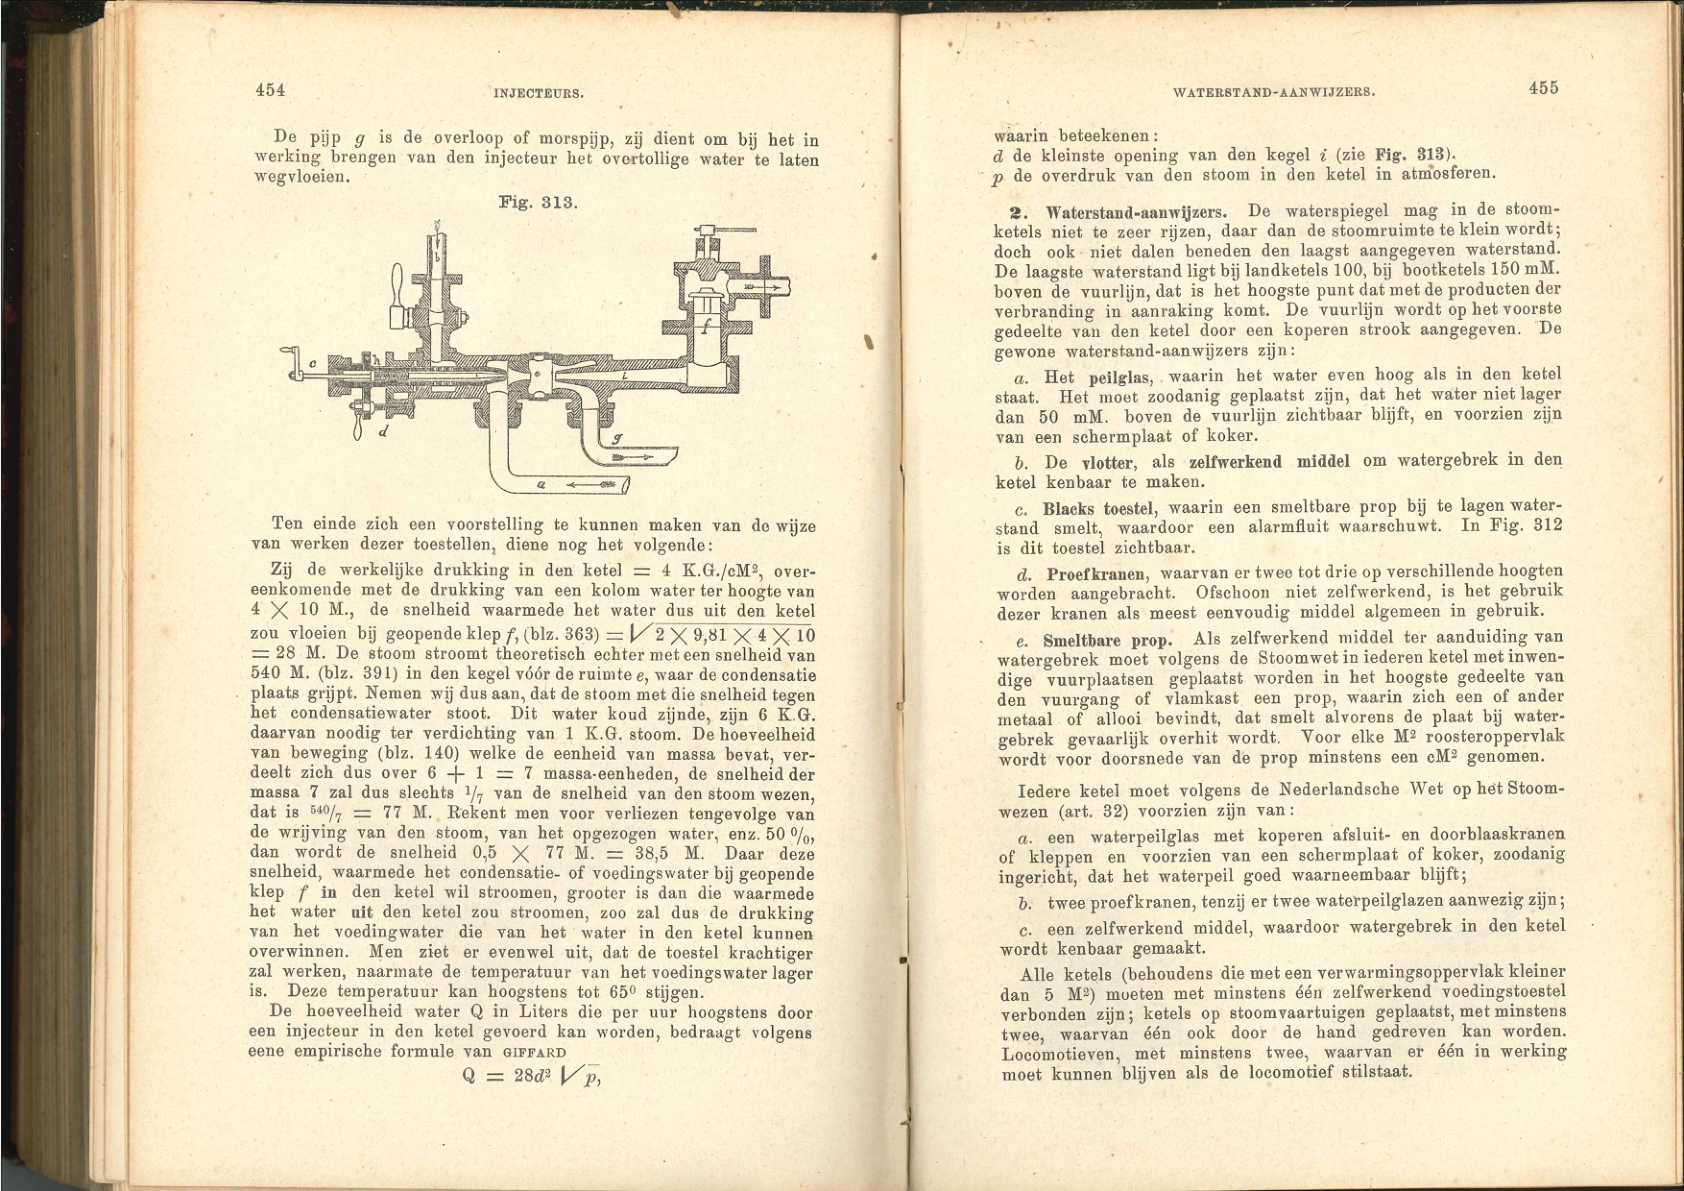 454
INJECTEURS.
De pijp g is de overloop of morspijp, zij dient om bij het in
werking brengen van den injecteur het overtollige water te laten
wegvloeien.
Fig. 313.
b
c
h
d
e
i
f
g
a
Ten einde zich een voorstelling te kunnen maken van de wijze
van werken dezer toestellen, diene nog het volgende:
Zij de werkelijke drukking in den ketel = 4 K.G./cM², over-
eenkomende met de drukking van een kolom water ter hoogte van
4 × 10 M., de snelheid waarmede het water dus uit den ketel
zou vloeien bij geopende klep f, (blz. 363) = √2 × 9,81 × 4 × 10
= 28 M. De stoom stroomt theoretisch echter met een snelheid van
540 M. (blz. 391) in den kegel vóór de ruimte e, waar de condensatie
plaats grijpt. Nemen wij dus aan, dat de stoom met die snelheid tegen
het condensatiewater stoot. Dit water koud zijnde, zijn 6 K.G.
daarvan noodig ter verdichting van 1 K.G. stoom. De hoeveelheid
van beweging (blz. 140) welke de eenheid van massa bevat, ver-
deelt zich dus over 6 + 1 = 7 massa-eenheden, de snelheid der
massa 7 zal dus slechts 1/7 van de snelheid van den stoom wezen,
dat is 540/7 = 77 M. Rekent men voor verliezen tengevolge van
de wrijving van den stoom, van het opgezogen water, enz. 50 %,
dan wordt de snelheid 0,5 × 77 M. = 38,5 M. Daar deze
snelheid, waarmede het condensatie- of voedingswater bij geopende
klep f in den ketel wil stroomen, grooter is dan die waarmede
het water uit den ketel zou stroomen, zoo zal dus de drukking
van het voedingwater die van het water in den ketel kunnen
overwinnen. Men ziet er evenwel uit, dat de toestel krachtiger
zal werken, naarmate de temperatuur van het voedingswater lager
is. Deze temperatuur kan hoogstens tot 65⁰ stijgen.
De hoeveelheid water Q in Liters die per uur hoogstens door
een injecteur in den ketel gevoerd kan worden, bedraagt volgens
eene empirische formule van GIFFARD
Q = 28d² √p,
WATERSTAND-AANWIJZERS.
455
waarin beteekenen:
d de kleinste opening van den kegel i (zie Fig. 313).
p de overdruk van den stoom in den ketel in atmosferen.
2. Waterstand-aanwijzers. De waterspiegel mag in de stoom-
ketels niet te zeer rijzen, daar dan de stoomruimte te klein wordt;
doch ook niet dalen beneden den laagst aangegeven waterstand.
De laagste waterstand ligt bij landketels 100, bij bootketels 150 mM.
boven de vuurlijn, dat is het hoogste punt dat met de producten der
verbranding in aanraking komt. De vuurlijn wordt op het voorste
gedeelte van den ketel door een koperen strook aangegeven. De
gewone waterstand-aanwijzers zijn:
a. Het peilglas, waarin het water even hoog als in den ketel
staat. Het moet zoodanig geplaatst zijn, dat het water niet lager
dan 50 mM. boven de vuurlijn zichtbaar blijft, en voorzien zijn
van een schermplaat of koker.
b. De vlotter, als zelfwerkend middel om watergebrek in den
ketel kenbaar te maken.
c. Blacks toestel, waarin een smeltbare prop bij te lagen water-
stand smelt, waardoor een alarmfluit waarschuwt. In Fig. 312
is dit toestel zichtbaar.
d. Proefkranen, waarvan er twee tot drie op verschillende hoogten
worden aangebracht. Ofschoon niet zelfwerkend, is het gebruik
dezer kranen als meest eenvoudig middel algemeen in gebruik.
e. Smeltbare prop. Als zelfwerkend middel ter aanduiding van
watergebrek moet volgens de Stoomwet in iederen ketel met inwen-
dige vuurplaatsen geplaatst worden in het hoogste gedeelte van
den vuurgang of vlamkast een prop, waarin zich een of ander
metaal of allooi bevindt, dat smelt alvorens de plaat bij water-
gebrek gevaarlijk overhit wordt. Voor elke M² roosteroppervlak
wordt voor doorsnede van de prop minstens een cM² genomen.
Iedere ketel moet volgens de Nederlandsche Wet op het Stoom-
wezen (art. 32) voorzien zijn van:
a. een waterpeilglas met koperen afsluit- en doorblaaskranen
of kleppen en voorzien van een schermplaat of koker, zoodanig
ingericht, dat het waterpeil goed waarneembaar blijft;
b. twee proefkranen, tenzij er twee waterpeilglazen aanwezig zijn;
c. een zelfwerkend middel, waardoor watergebrek in den ketel
wordt kenbaar gemaakt.
Alle ketels (behoudens die met een verwarmingsoppervlak kleiner
dan 5 M²) moeten met minstens één zelfwerkend voedingstoestel
verbonden zijn; ketels op stoomvaartuigen geplaatst, met minstens
twee, waarvan één ook door de hand gedreven kan worden.
Locomotieven, met minstens twee, waarvan er één in werking
moet kunnen blijven als de locomotief stilstaat.